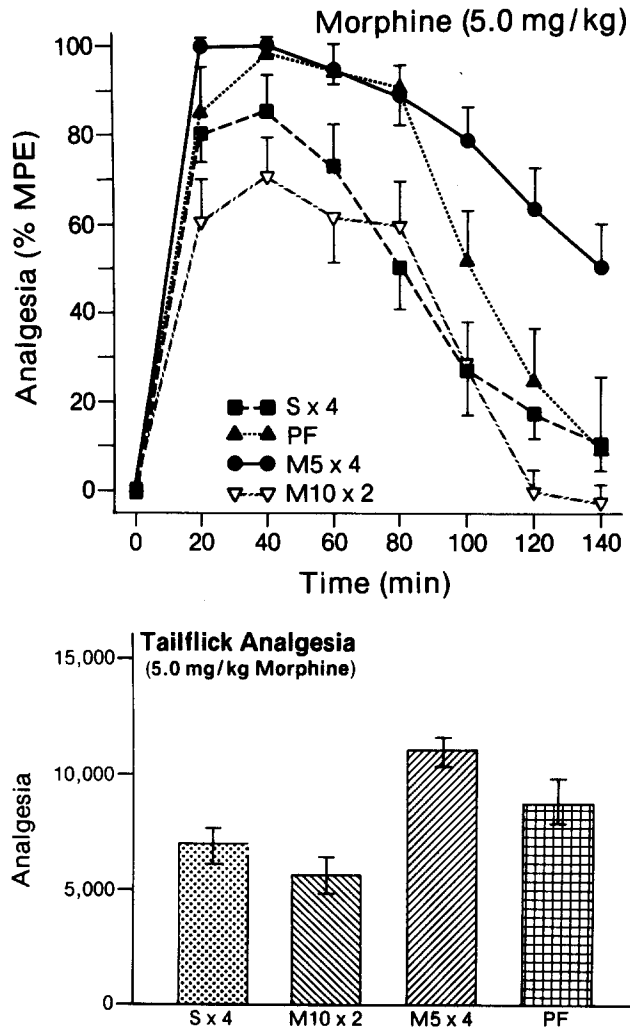 Morphine (5.0 mg/kg)
100
80
60
40
20
0
Analgesia (% MPE)
S x 4
PF
M5 x 4
M10 x 2
0 20 40 60 80 100 120 140
Time (min)
Tailflick Analgesia
(5.0 mg/kg Morphine)
15,000
10,000
5,000
0
Analgesia
S x 4 M10 x 2 M5 x 4 PF